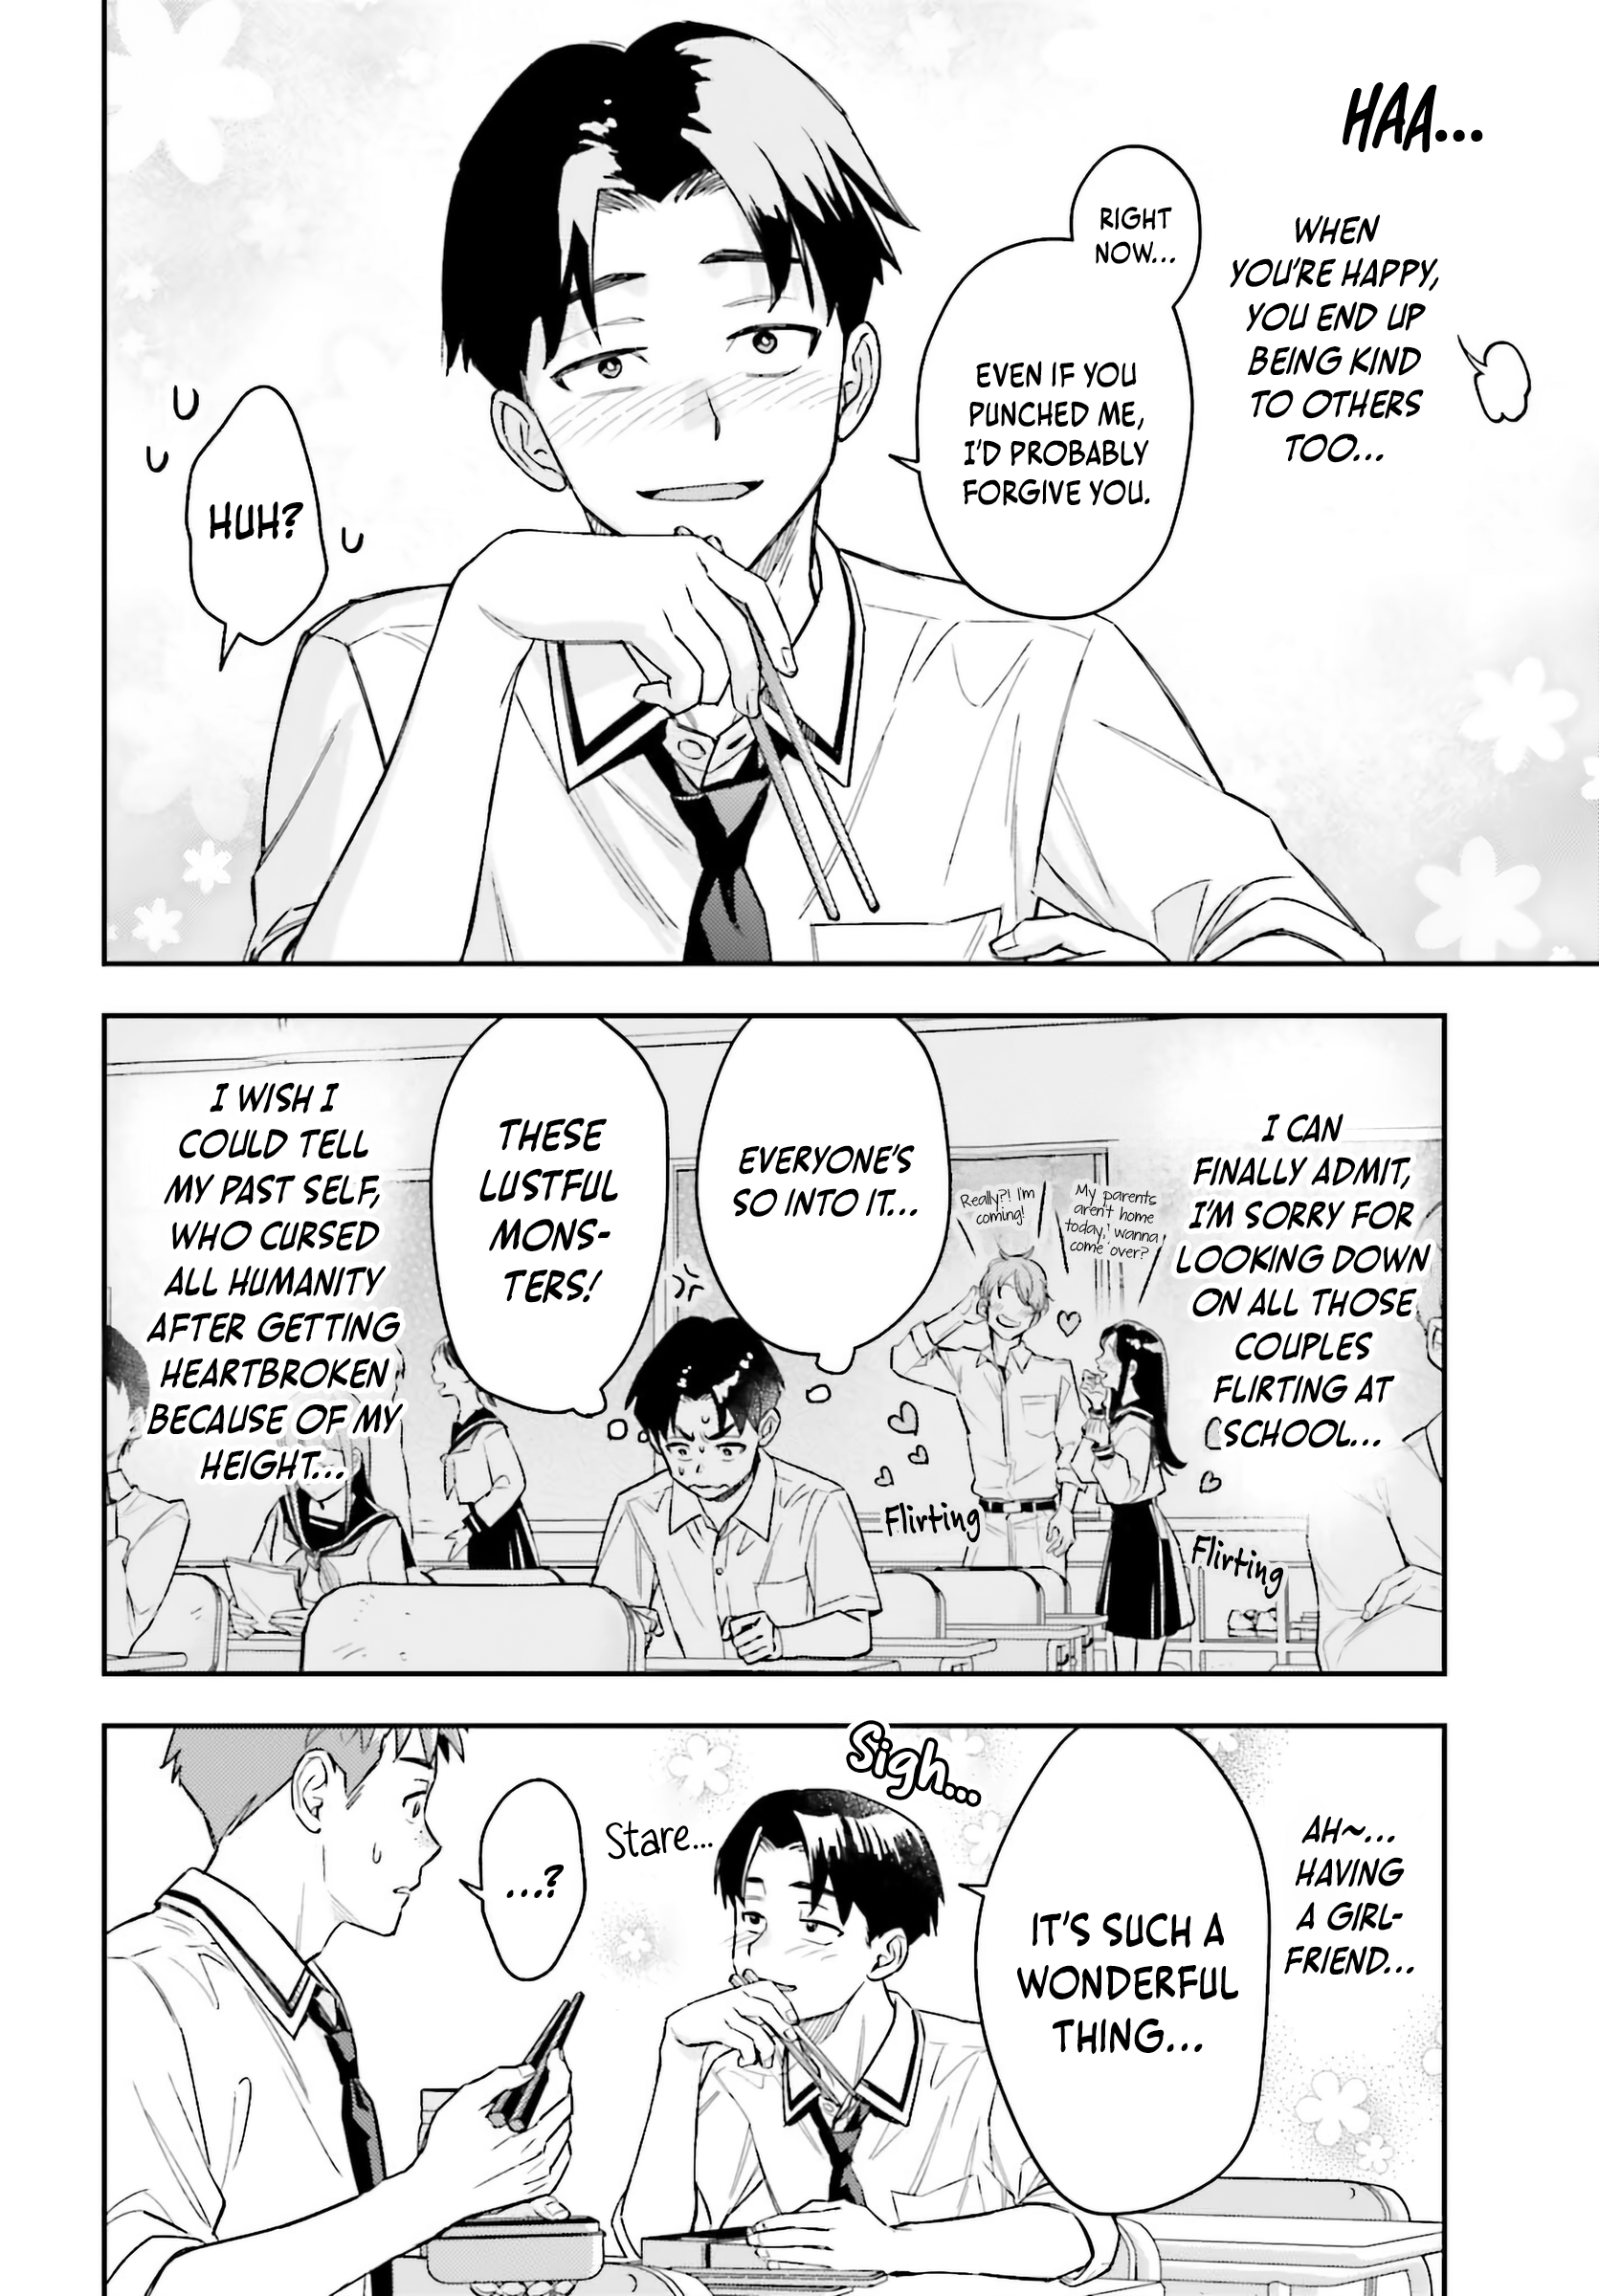 HAA...
WHEN
YOU'RE HAPPY,
YOU END UP
BEING KIND
TO OTHERS
TOO...
RIGHT
NOW...
EVEN IF YOU
PUNCHED ME,
I'D PROBABLY
FORGIVE YOU.
HUH?
I CAN
FINALLY ADMIT,
I'M SORRY FOR
LOOKING DOWN
ON ALL THOSE
COUPLES
FLIRTING AT
SCHOOL...
My parents
aren't home
today, wanna
come over?
Really?! I'm
coming!
Flirting
Flirting
EVERYONE'S
SO INTO IT...
THESE
LUSTFUL
MONS-
TERS!
I WISH I
COULD TELL
MY PAST SELF,
WHO CURSED
ALL HUMANITY
AFTER GETTING
HEARTBROKEN
BECAUSE OF MY
HEIGHT...
AH~...
HAVING
A GIRL-
FRIEND...
IT'S SUCH A
WONDERFUL
THING...
Sigh...
Stare...
...?